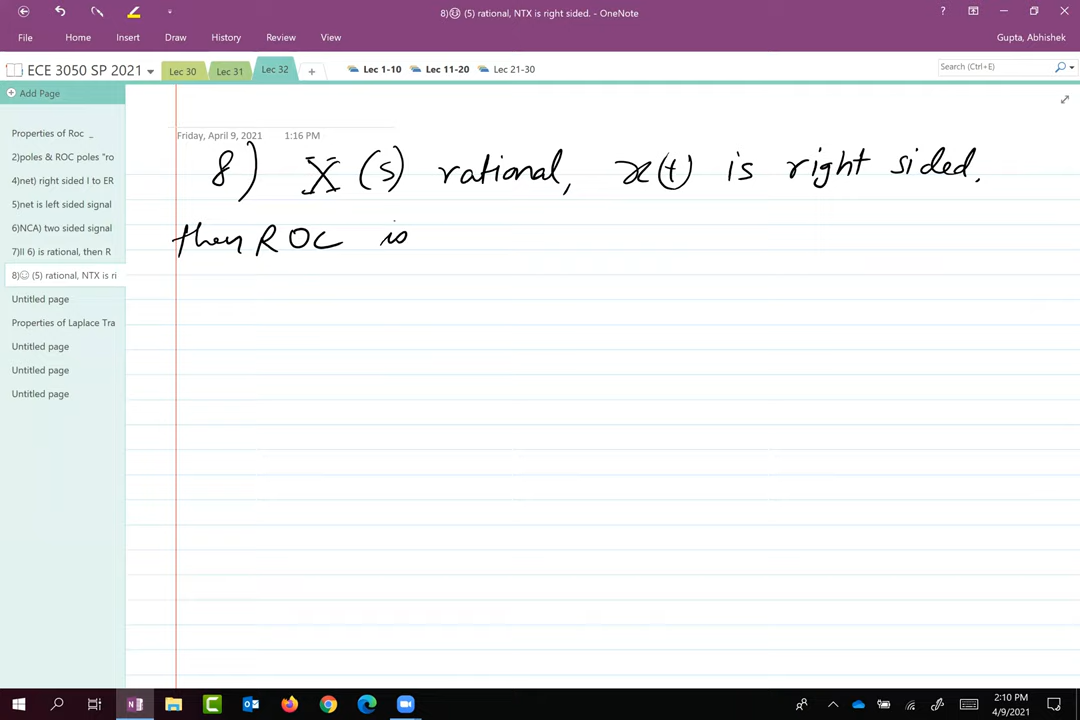 8)☺ (5) rational, NTX is right sided. - OneNote
File Home Insert Draw History Review View
Gupta, Abhishek
ECE 3050 SP 2021
Lec 30 Lec 31 Lec 32 + Lec 1-10 Lec 11-20 Lec 21-30
Search (Ctrl+E)
Add Page
Properties of Roc _
2)poles & ROC poles "ro
4)net) right sided I to ER
5)net is left sided signal
6)NCA) two sided signal
7)II 6) is rational, then R
8)☺ (5) rational, NTX is ri
Untitled page
Properties of Laplace Tra
Untitled page
Untitled page
Untitled page
Friday, April 9, 2021 1:16 PM
8) X(s) rational, x(t) is right sided.
then ROC is
2:10 PM
4/9/2021